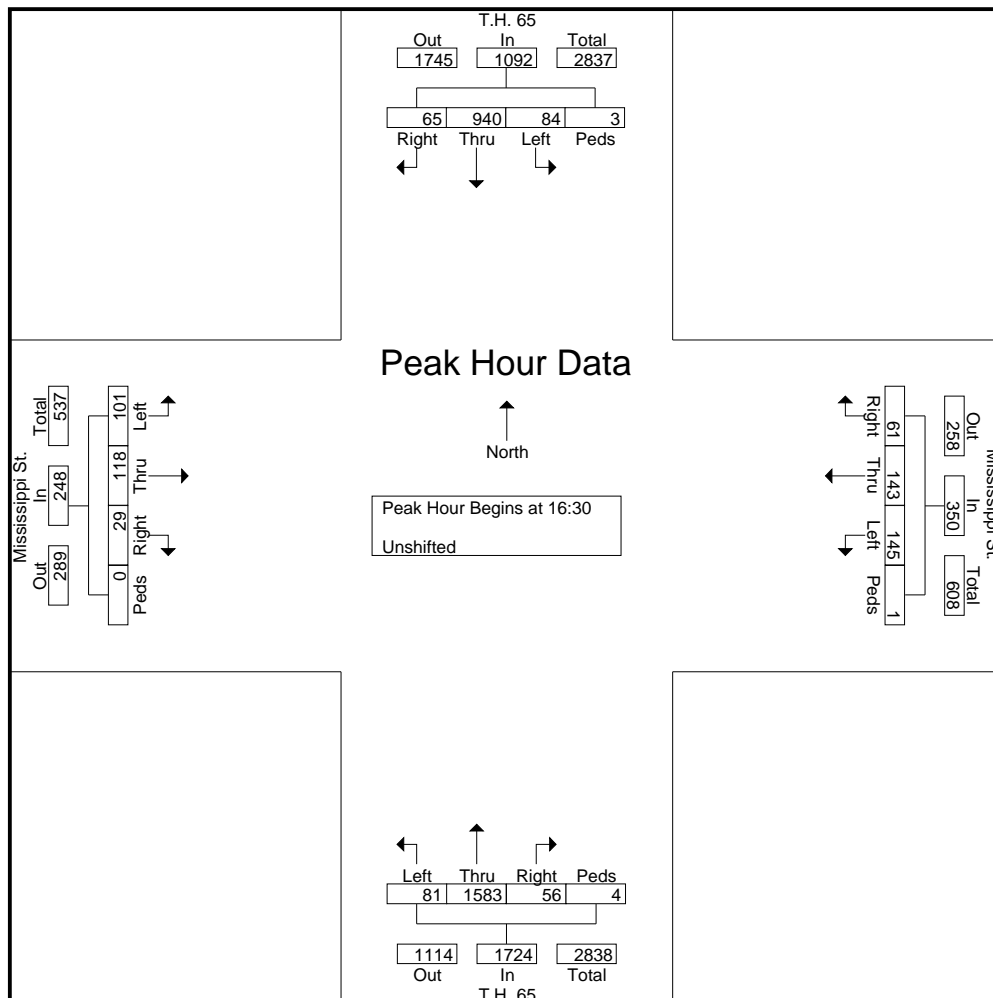 T.H. 65
Out In Total
1745 1092 2837
65 940 84 3
Right Thru Left Peds
Peak Hour Data
North
Peak Hour Begins at 16:30
Unshifted
Mississippi St.
Total In Out
537 248 289
101 118 29 0
Left Thru Right Peds
Right Thru Left Peds
61 143 145 1
258 350 608
Out In Total
Mississippi St.
Left Thru Right Peds
81 1583 56 4
1114 1724 2838
Out In Total
T.H. 65